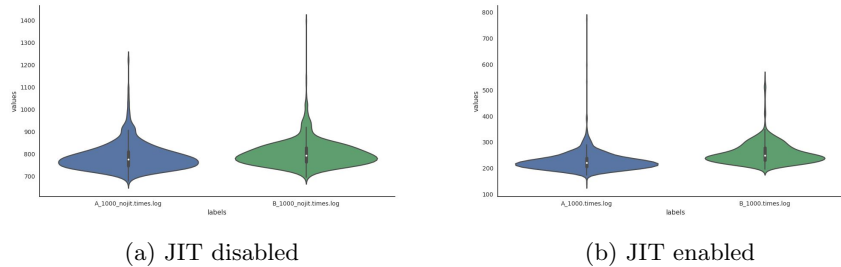 1400
1300
1200
1100
1000
900
800
700
values
A_1000_nojit.times.log
B_1000_nojit.times.log
labels
(a) JIT disabled
800
700
600
500
400
300
200
100
values
A_1000.times.log
B_1000.times.log
labels
(b) JIT enabled